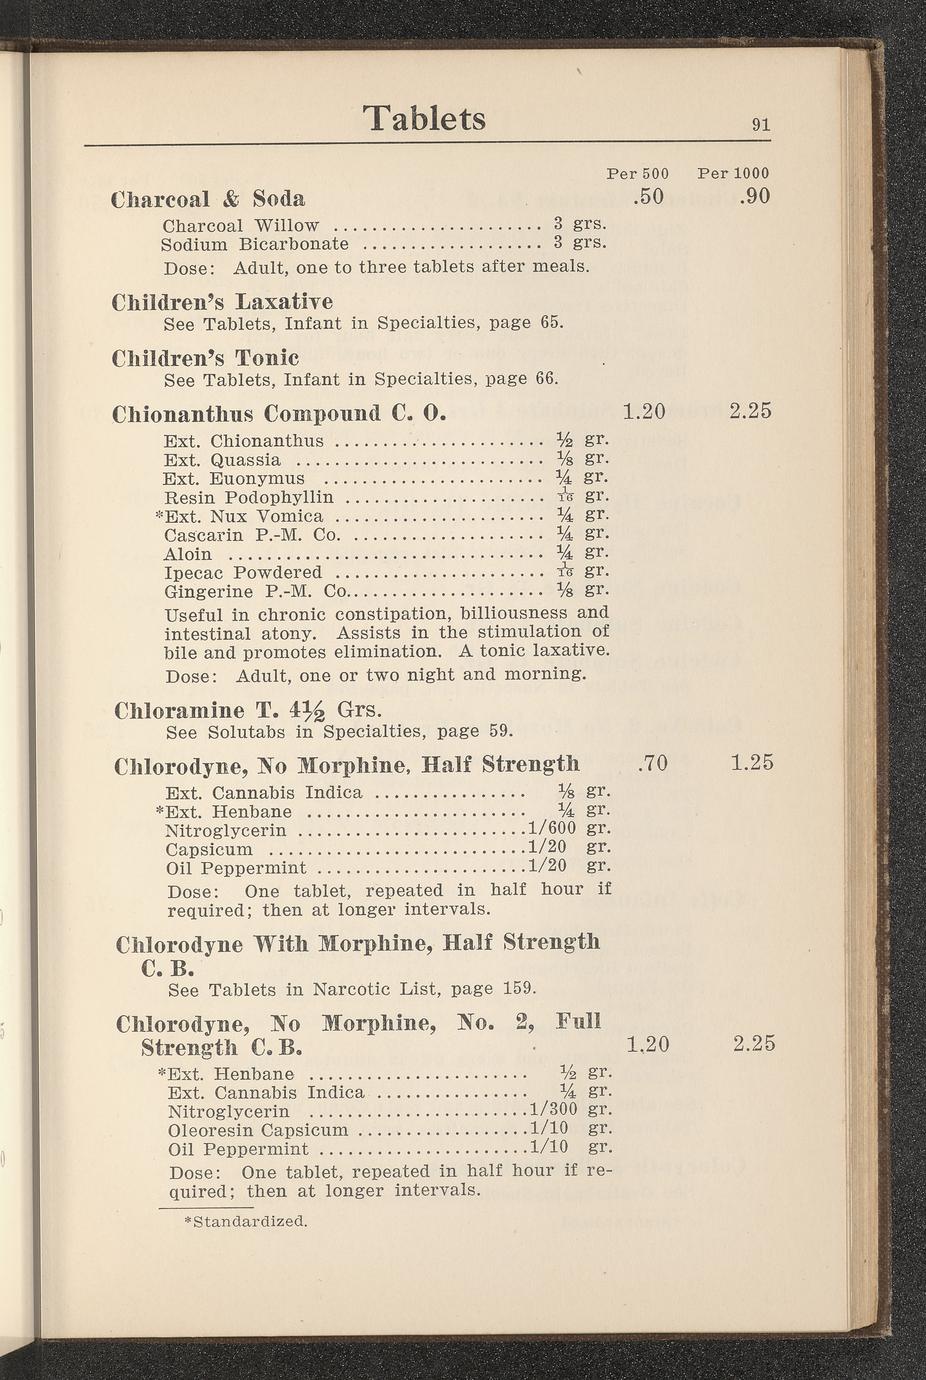 Tablets 91
Per 500 Per 1000
Charcoal & Soda .50 .90
Charcoal Willow ...................... 3 grs.
Sodium Bicarbonate ................... 3 grs.
Dose: Adult, one to three tablets after meals.
Children's Laxative
See Tablets, Infant in Specialties, page 65.
Children's Tonic
See Tablets, Infant in Specialties, page 66.
Chionanthus Compound C. O. 1.20 2.25
Ext. Chionanthus ...................... ½ gr.
Ext. Quassia .......................... ⅛ gr.
Ext. Euonymus ....................... ¼ gr.
Resin Podophyllin ..................... 1/16 gr.
*Ext. Nux Vomica ...................... ¼ gr.
Cascarin P.-M. Co. .................... ¼ gr.
Aloin ................................. ¼ gr.
Ipecac Powdered ...................... 1/16 gr.
Gingerine P.-M. Co.................... ⅛ gr.
Useful in chronic constipation, billiousness and
intestinal atony. Assists in the stimulation of
bile and promotes elimination. A tonic laxative.
Dose: Adult, one or two night and morning.
Chloramine T. 4½ Grs.
See Solutabs in Specialties, page 59.
Chlorodyne, No Morphine, Half Strength .70 1.25
Ext. Cannabis Indica ................ ⅛ gr.
*Ext. Henbane ....................... ¼ gr.
Nitroglycerin ........................1/600 gr.
Capsicum ...........................1/20 gr.
Oil Peppermint ......................1/20 gr.
Dose: One tablet, repeated in half hour if
required; then at longer intervals.
Chlorodyne With Morphine, Half Strength
C. B.
See Tablets in Narcotic List, page 159.
Chlorodyne, No Morphine, No. 2, Full
Strength C. B. 1.20 2.25
*Ext. Henbane ....................... ½ gr.
Ext. Cannabis Indica ................ ¼ gr.
Nitroglycerin .......................1/300 gr.
Oleoresin Capsicum ..................1/10 gr.
Oil Peppermint ......................1/10 gr.
Dose: One tablet, repeated in half hour if re-
quired; then at longer intervals.
*Standardized.